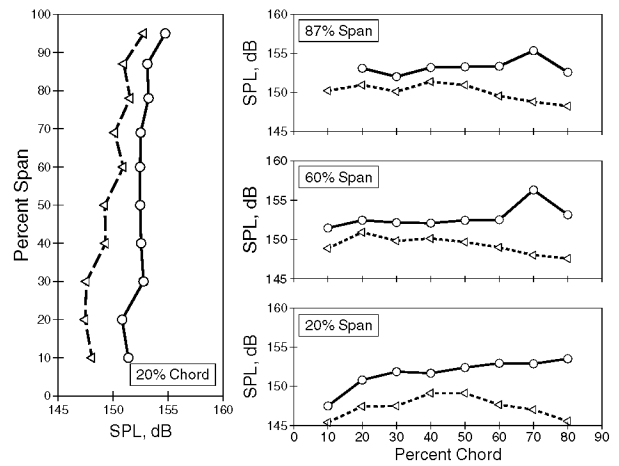 100
90
80
70
60
50
40
30
20
10
0
Percent Span
20% Chord
145 150 155 160
SPL, dB
160
155
150
145
SPL, dB
87% Span
160
155
150
145
SPL, dB
60% Span
160
155
150
145
SPL, dB
20% Span
0 10 20 30 40 50 60 70 80 90
Percent Chord